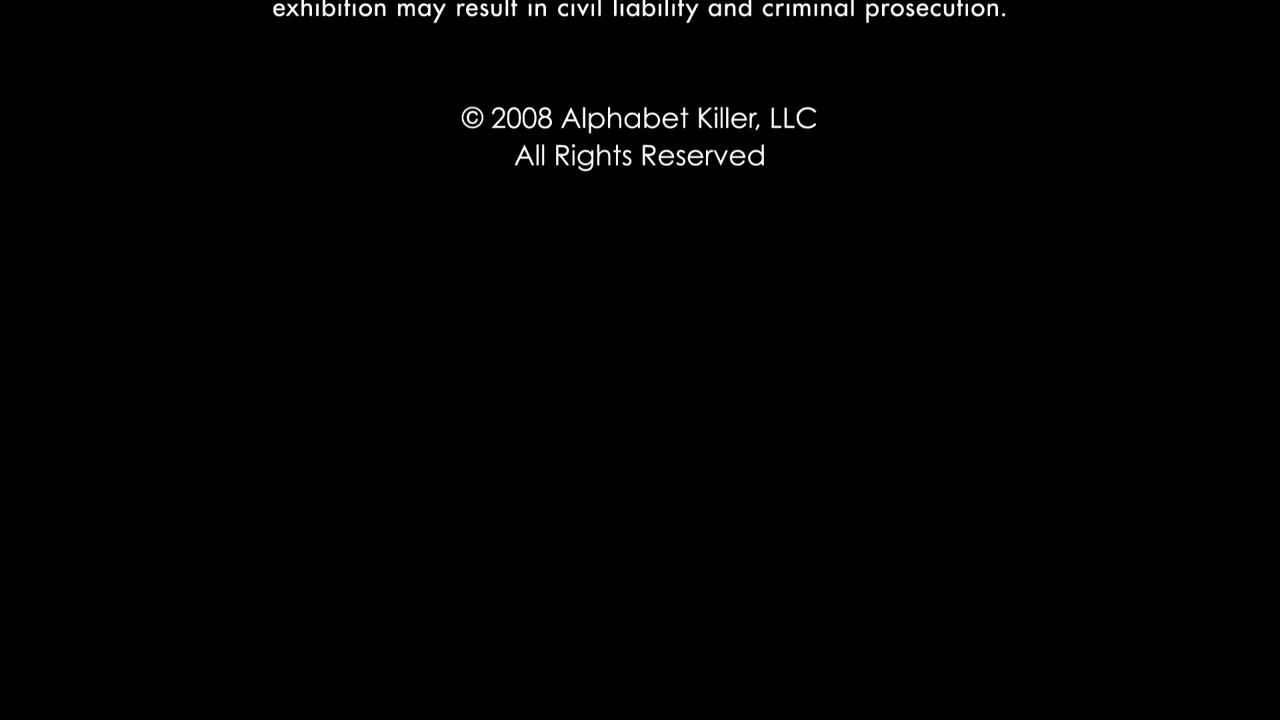 exhibition may result in civil liability and criminal prosecution.
© 2008 Alphabet Killer, LLC
All Rights Reserved